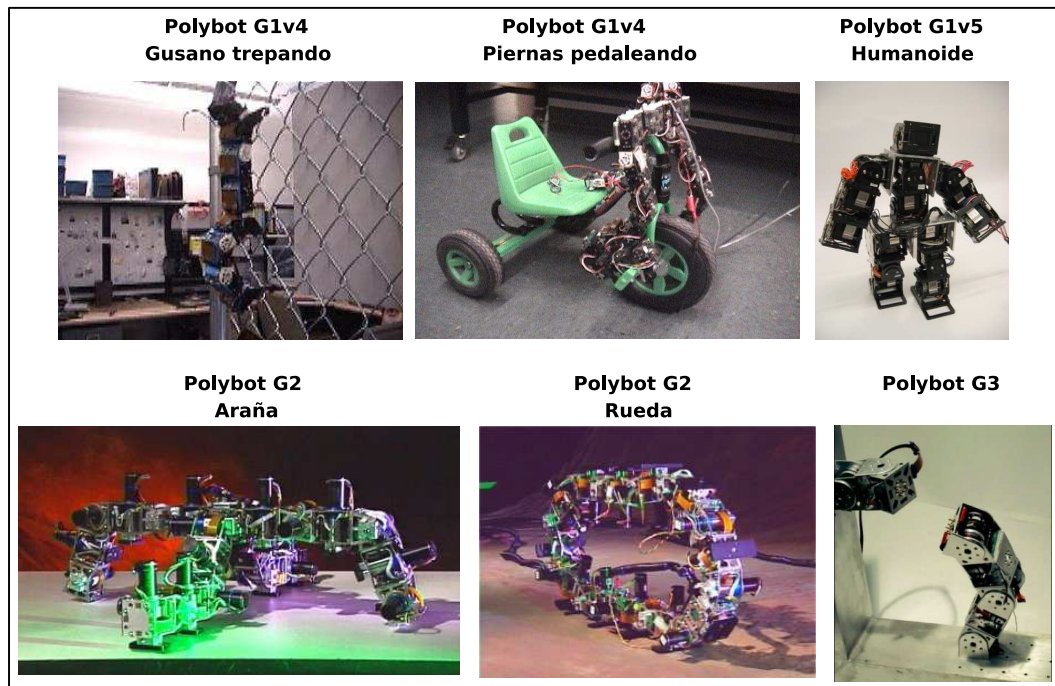 Polybot G1v4
Gusano trepando
Polybot G1v4
Piernas pedaleando
Polybot G1v5
Humanoide
Polybot G2
Araña
Polybot G2
Rueda
Polybot G3